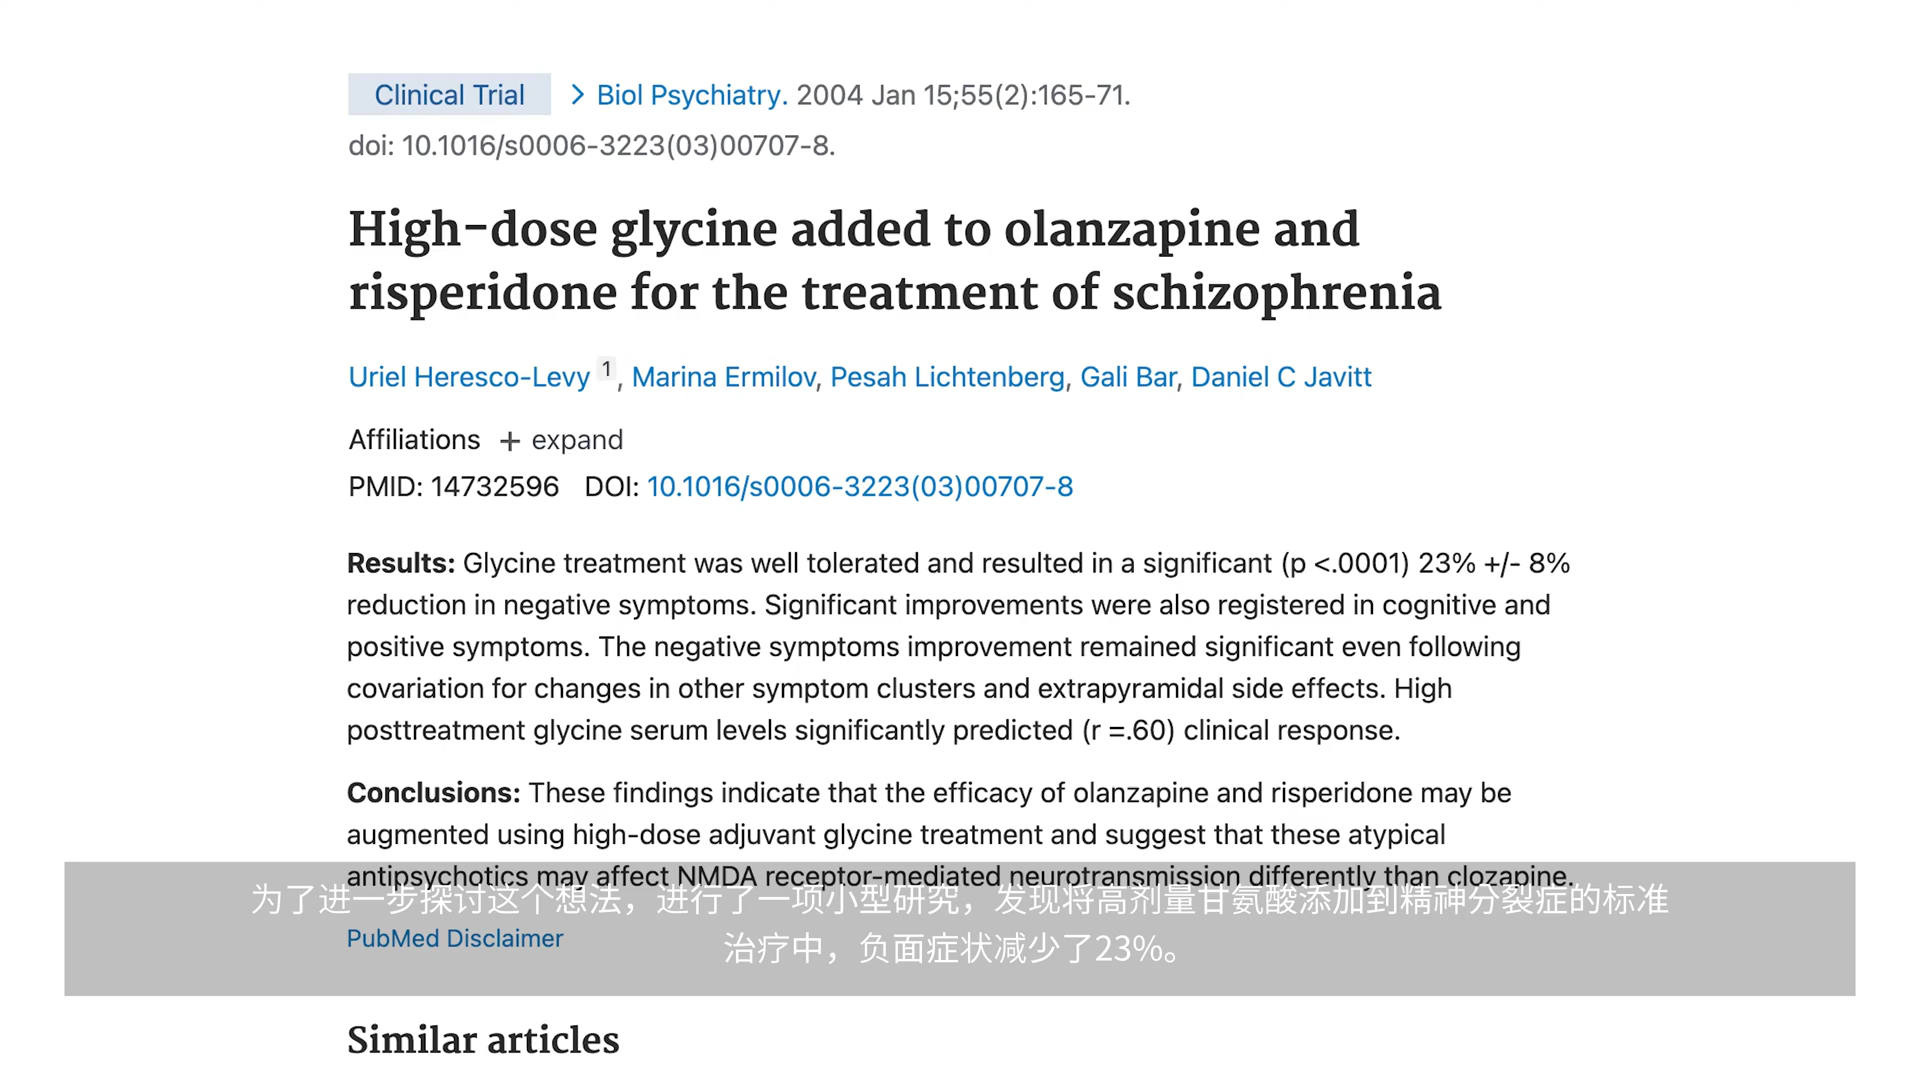 Clinical Trial > Biol Psychiatry. 2004 Jan 15;55(2):165-71.
doi: 10.1016/s0006-3223(03)00707-8.
High-dose glycine added to olanzapine and
risperidone for the treatment of schizophrenia
Uriel Heresco-Levy 1, Marina Ermilov, Pesah Lichtenberg, Gali Bar, Daniel C Javitt
Affiliations + expand
PMID: 14732596 DOI: 10.1016/s0006-3223(03)00707-8
Results: Glycine treatment was well tolerated and resulted in a significant (p <.0001) 23% +/- 8%
reduction in negative symptoms. Significant improvements were also registered in cognitive and
positive symptoms. The negative symptoms improvement remained significant even following
covariation for changes in other symptom clusters and extrapyramidal side effects. High
posttreatment glycine serum levels significantly predicted (r =.60) clinical response.
Conclusions: These findings indicate that the efficacy of olanzapine and risperidone may be
augmented using high-dose adjuvant glycine treatment and suggest that these atypical
antipsychotics may affect NMDA receptor-mediated neurotransmission differently than clozapine.
为了进一步探讨这个想法，进行了一项小型研究，发现将高剂量甘氨酸添加到精神分裂症的标准
PubMed Disclaimer
治疗中，负面症状减少了23%。
Similar articles